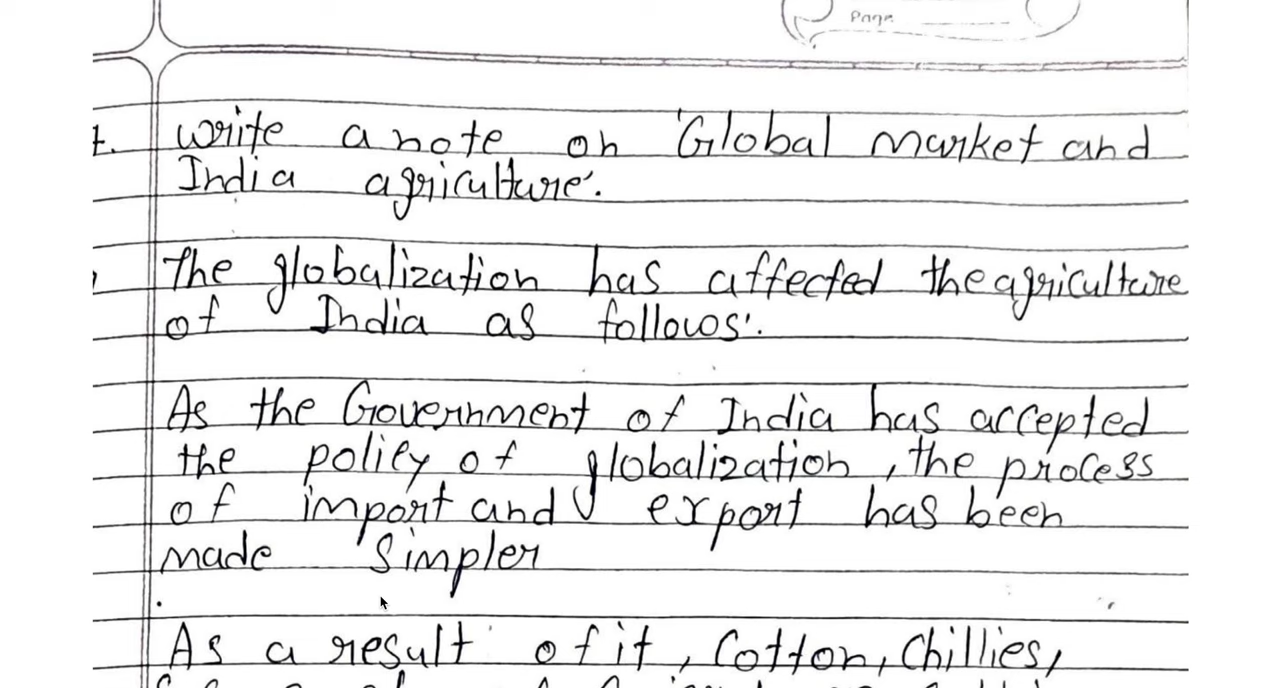 Page
t. write a note on 'Global market and
India agriculture'.
The globalization has affected the agriculture
of India as follows'.
As the Government of India has accepted
the policy of globalization, the process
of import and export has been
made simpler
As a result of it, Cotton, Chillies,